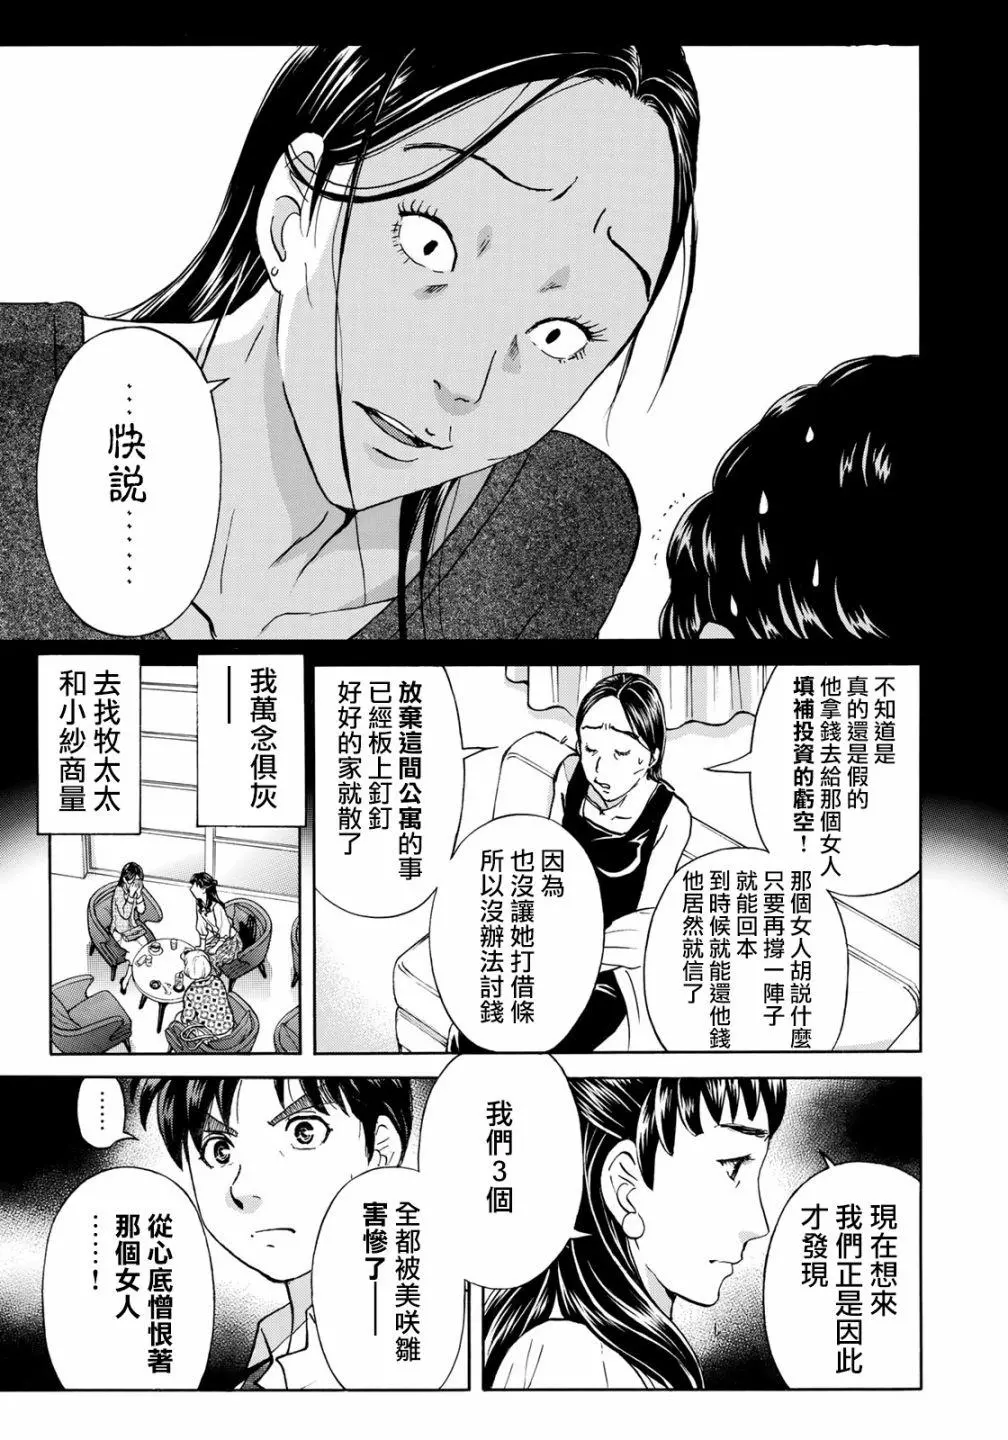 ……快説……
不知道是
真的還是假的
他拿錢去給那個女人
填補投資的虧空！
那個女人胡説什麼
只要再撐一陣子
就能回本
到時候就能還他錢
他居然就信了
因為
也沒讓她打借條
所以沒辦法討錢
放棄這間公寓的事
已經板上釘釘
好好的家就散了
我萬念俱灰
——
去找牧太太
和小紗商量
現在想來
我們正是因此
才發現
我們3個
全都被美咲雛
害慘了——
從心底憎恨著
那個女人
……！
……